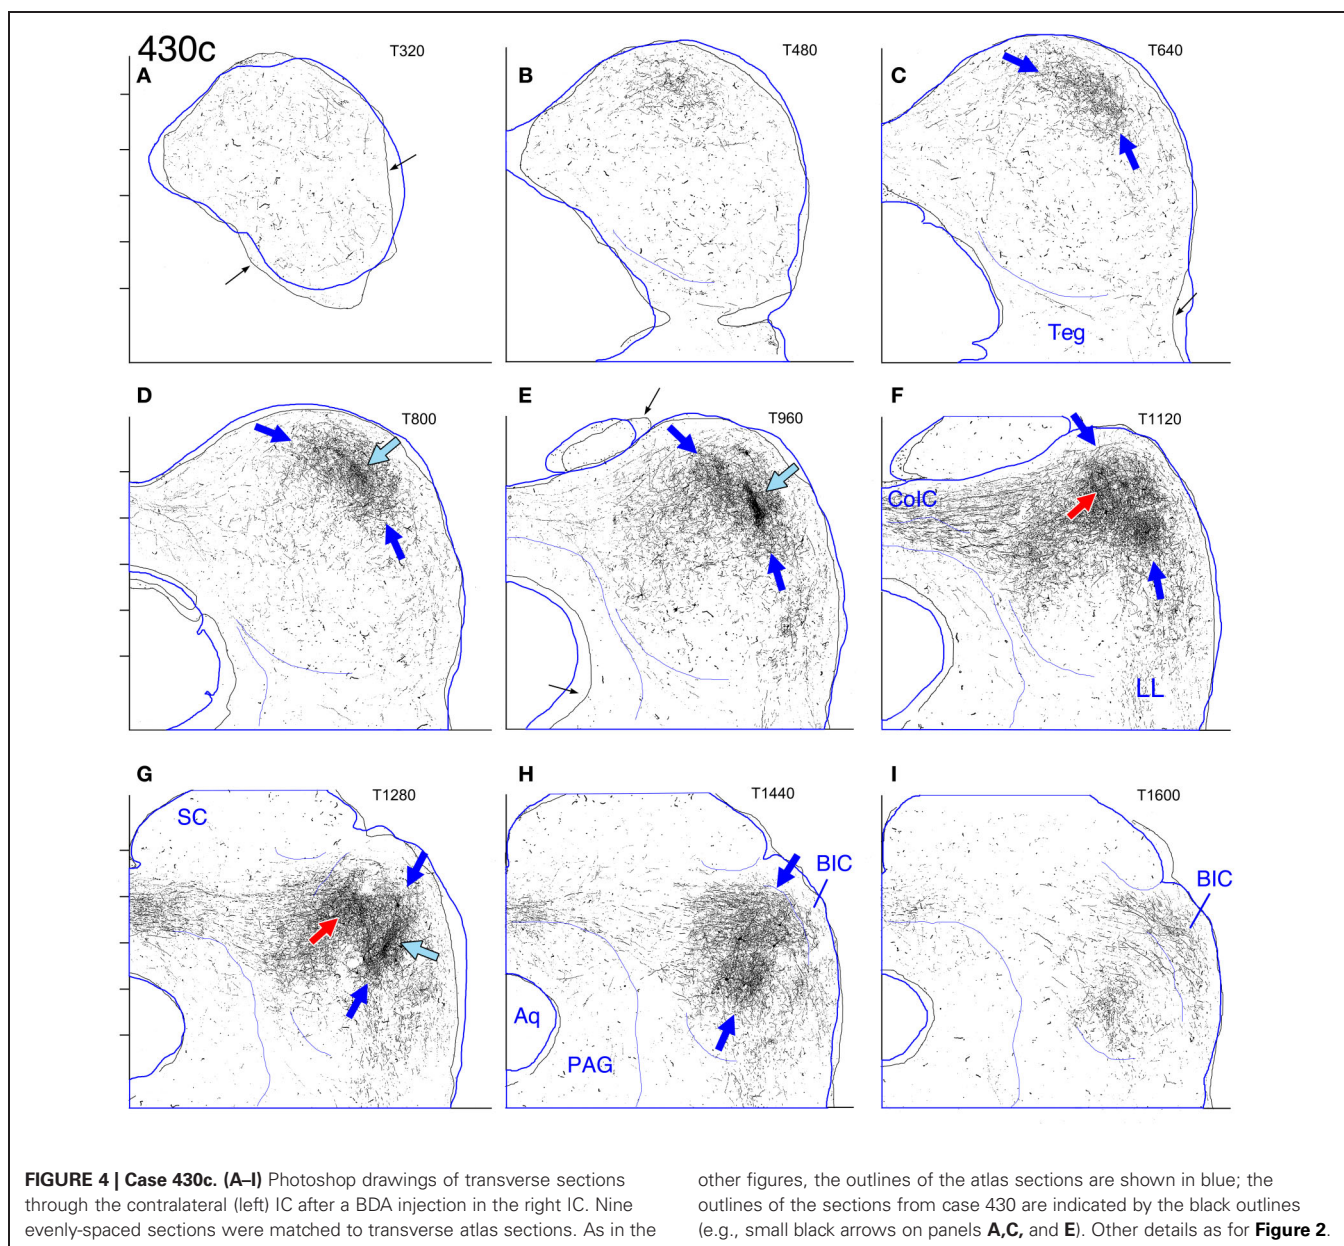 430c
A
T320
B
T480
C
T640
Teg
D
T800
E
T960
F
T1120
ColC
LL
G
T1280
SC
H
T1440
BIC
Aq
PAG
I
T1600
BIC
FIGURE 4 | Case 430c. (A–I) Photoshop drawings of transverse sections
through the contralateral (left) IC after a BDA injection in the right IC. Nine
evenly-spaced sections were matched to transverse atlas sections. As in the
other figures, the outlines of the atlas sections are shown in blue; the
outlines of the sections from case 430 are indicated by the black outlines
(e.g., small black arrows on panels A,C, and E). Other details as for Figure 2.